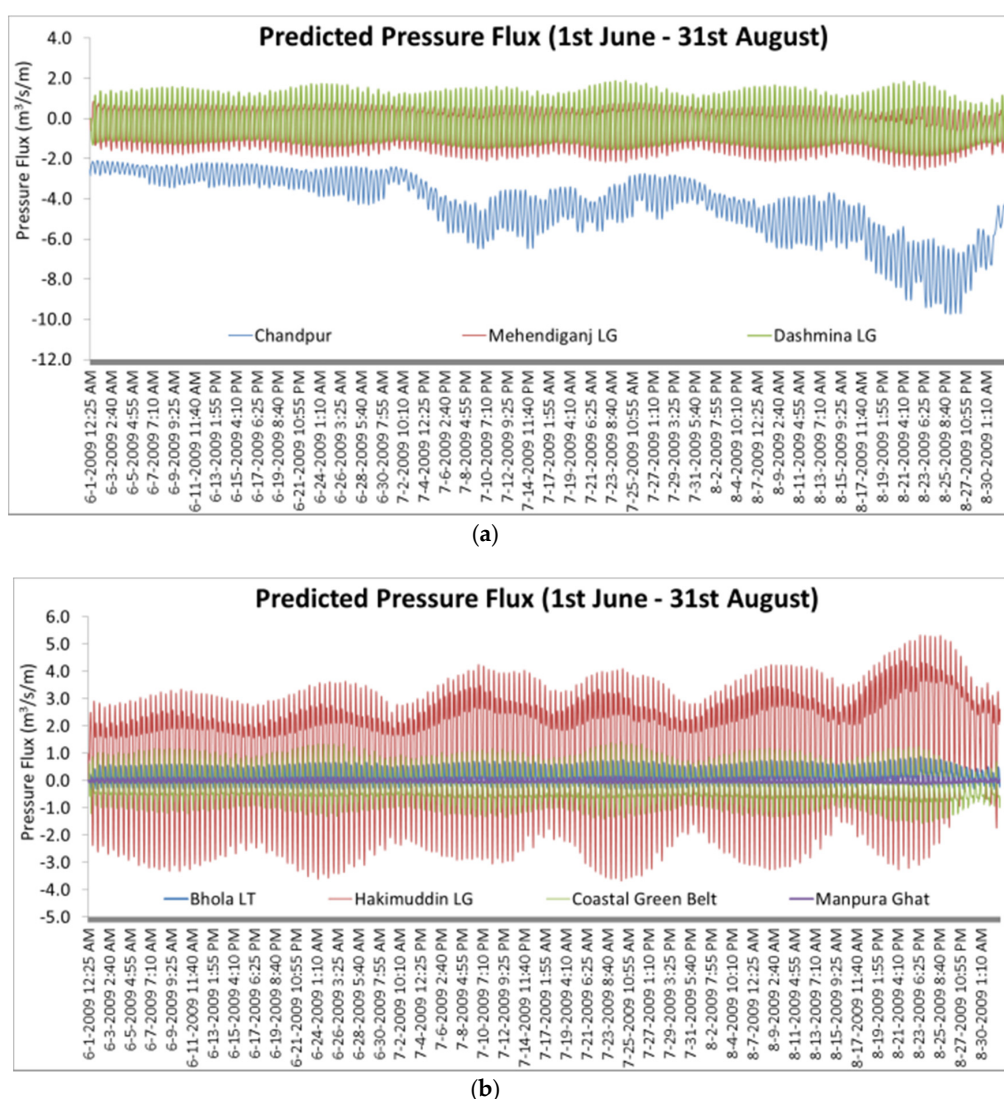 Predicted Pressure Flux (1st June - 31st August)
Pressure Flux (m³/s/m)
4.0
2.0
0.0
-2.0
-4.0
-6.0
-8.0
-10.0
-12.0
Chandpur Mehendiganj LG Dashmina LG
6-1-2009 12:25 AM
6-3-2009 2:40 AM
6-5-2009 4:55 AM
6-7-2009 7:10 AM
6-9-2009 9:25 AM
6-11-2009 11:40 AM
6-13-2009 1:55 PM
6-15-2009 4:10 PM
6-17-2009 6:25 PM
6-19-2009 8:40 PM
6-21-2009 10:55 PM
6-24-2009 1:10 AM
6-26-2009 3:25 AM
6-28-2009 5:40 AM
6-30-2009 7:55 AM
7-2-2009 10:10 AM
7-4-2009 12:25 PM
7-6-2009 2:40 PM
7-8-2009 4:55 PM
7-10-2009 7:10 PM
7-12-2009 9:25 PM
7-14-2009 11:40 PM
7-17-2009 1:55 AM
7-19-2009 4:10 AM
7-21-2009 6:25 AM
7-23-2009 8:40 AM
7-25-2009 10:55 AM
7-27-2009 1:10 PM
7-29-2009 3:25 PM
7-31-2009 5:40 PM
8-2-2009 7:55 PM
8-4-2009 10:10 PM
8-7-2009 12:25 AM
8-9-2009 2:40 AM
8-11-2009 4:55 AM
8-13-2009 7:10 AM
8-15-2009 9:25 AM
8-17-2009 11:40 AM
8-19-2009 1:55 PM
8-21-2009 4:10 PM
8-23-2009 6:25 PM
8-25-2009 8:40 PM
8-27-2009 10:55 PM
8-30-2009 1:10 AM
(a)
Predicted Pressure Flux (1st June - 31st August)
Pressure Flux (m³/s/m)
6.0
5.0
4.0
3.0
2.0
1.0
0.0
-1.0
-2.0
-3.0
-4.0
-5.0
Bhola LT Hakimuddin LG Coastal Green Belt Manpura Ghat
6-1-2009 12:25 AM
6-3-2009 2:40 AM
6-5-2009 4:55 AM
6-7-2009 7:10 AM
6-9-2009 9:25 AM
6-11-2009 11:40 AM
6-13-2009 1:55 PM
6-15-2009 4:10 PM
6-17-2009 6:25 PM
6-19-2009 8:40 PM
6-21-2009 10:55 PM
6-24-2009 1:10 AM
6-26-2009 3:25 AM
6-28-2009 5:40 AM
6-30-2009 7:55 AM
7-2-2009 10:10 AM
7-4-2009 12:25 PM
7-6-2009 2:40 PM
7-8-2009 4:55 PM
7-10-2009 7:10 PM
7-12-2009 9:25 PM
7-14-2009 11:40 PM
7-17-2009 1:55 AM
7-19-2009 4:10 AM
7-21-2009 6:25 AM
7-23-2009 8:40 AM
7-25-2009 10:55 AM
7-27-2009 1:10 PM
7-29-2009 3:25 PM
7-31-2009 5:40 PM
8-2-2009 7:55 PM
8-4-2009 10:10 PM
8-7-2009 12:25 AM
8-9-2009 2:40 AM
8-11-2009 4:55 AM
8-13-2009 7:10 AM
8-15-2009 9:25 AM
8-17-2009 11:40 AM
8-19-2009 1:55 PM
8-21-2009 4:10 PM
8-23-2009 6:25 PM
8-25-2009 8:40 PM
8-27-2009 10:55 PM
8-30-2009 1:10 AM
(b)